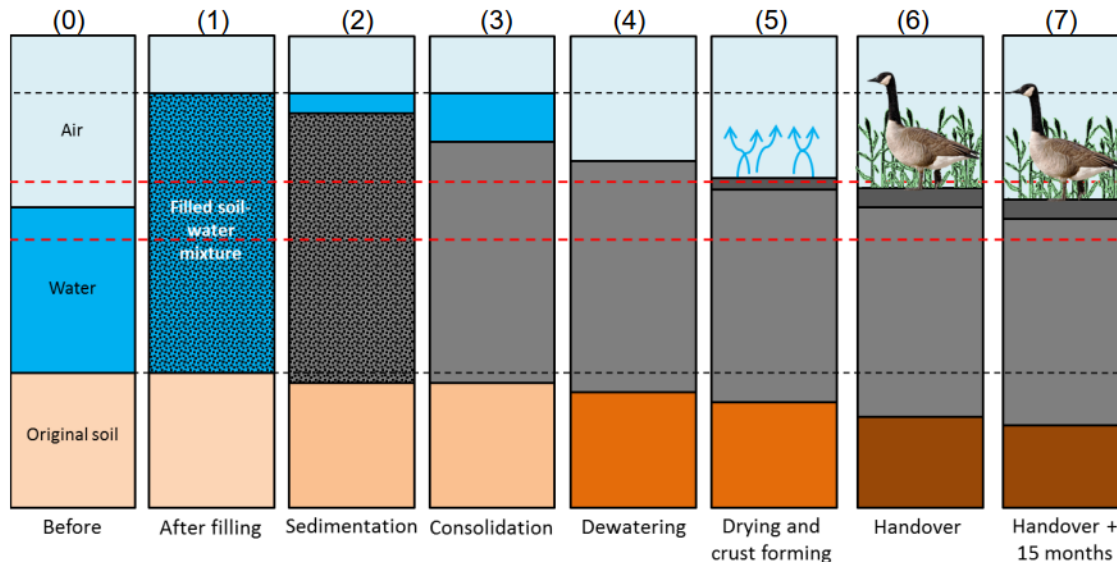 (0)
(1)
(2)
(3)
(4)
(5)
(6)
(7)
Air
Filled soil-
water
mixture
Water
Original soil
Before
After filling
Sedimentation
Consolidation
Dewatering
Drying and
crust forming
Handover
Handover +
15 months